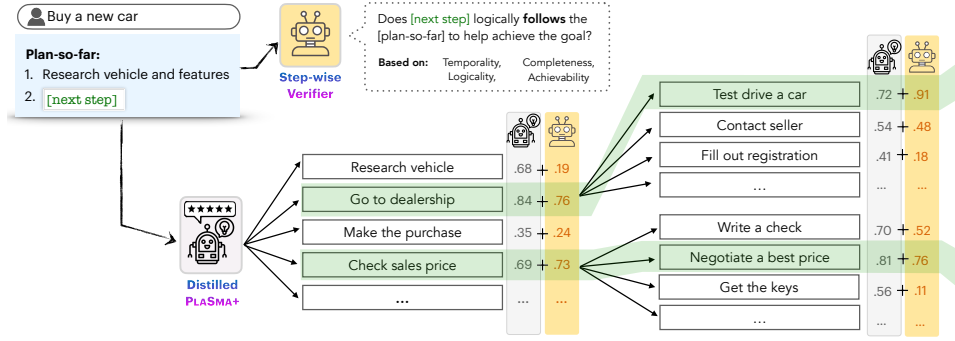 Buy a new car
Plan-so-far:
1. Research vehicle and features
2. [next step]
Step-wise
Verifier
Does [next step] logically follows the
[plan-so-far] to help achieve the goal?
Based on: Temporality, Completeness,
Logicality, Achievability
Distilled
PLASMA+
Research vehicle .68 + .19
Go to dealership .84 + .76
Make the purchase .35 + .24
Check sales price .69 + .73
... ... ...
Test drive a car .72 + .91
Contact seller .54 + .48
Fill out registration .41 + .18
... ... ...
Write a check .70 + .52
Negotiate a best price .81 + .76
Get the keys .56 + .11
... ... ...